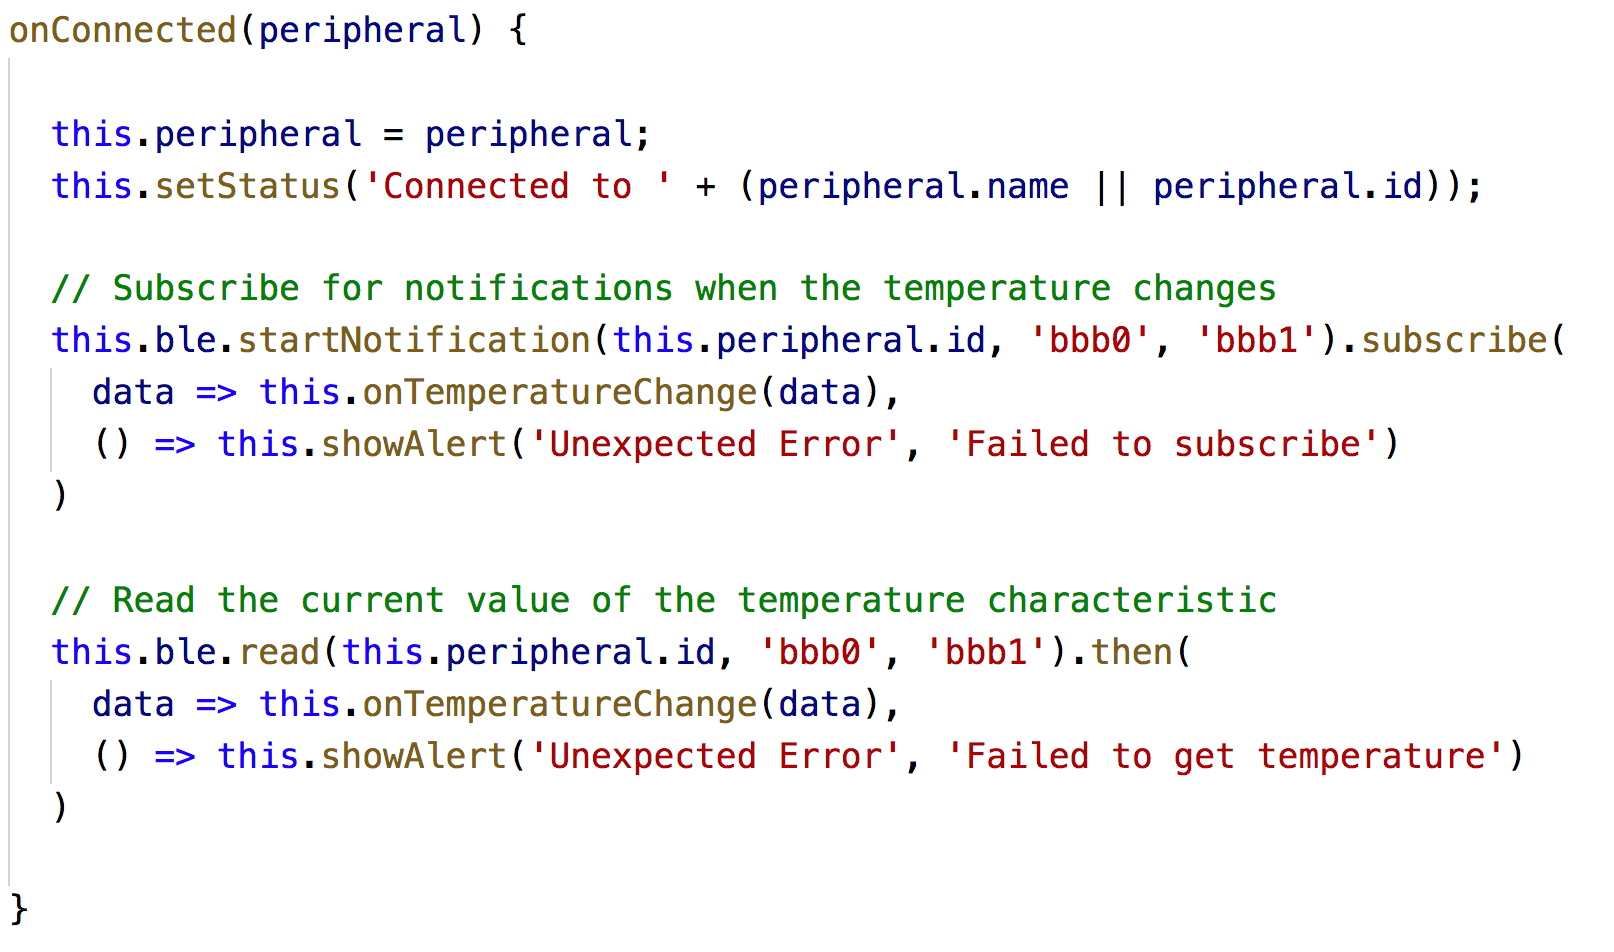 onConnected(peripheral) {
this.peripheral = peripheral;
this.setStatus('Connected to ' + (peripheral.name || peripheral.id));
// Subscribe for notifications when the temperature changes
this.ble.startNotification(this.peripheral.id, 'bbb0', 'bbb1').subscribe(
data => this.onTemperatureChange(data),
() => this.showAlert('Unexpected Error', 'Failed to subscribe')
)
// Read the current value of the temperature characteristic
this.ble.read(this.peripheral.id, 'bbb0', 'bbb1').then(
data => this.onTemperatureChange(data),
() => this.showAlert('Unexpected Error', 'Failed to get temperature')
)
}